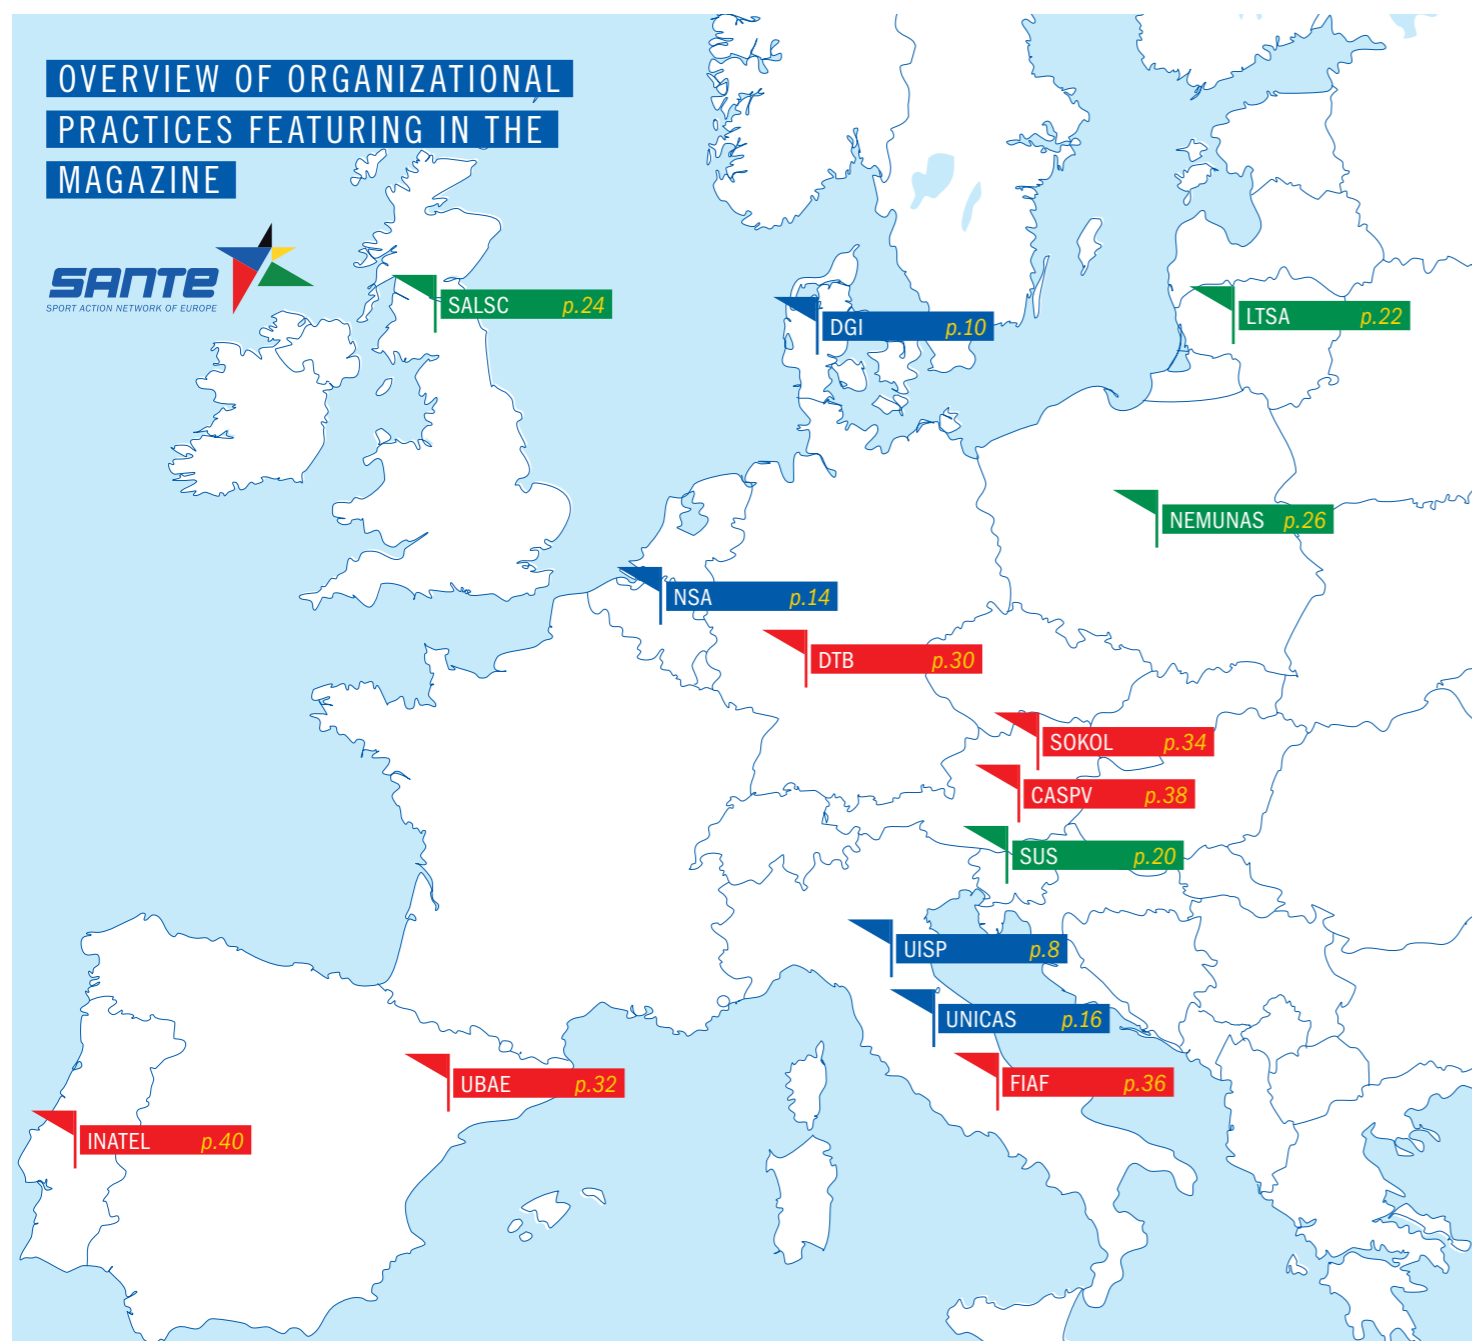 OVERVIEW OF ORGANIZATIONAL
PRACTICES FEATURING IN THE
MAGAZINE
SANTE
SPORT ACTION NETWORK OF EUROPE
SALSC p.24
DGI p.10
LTSA p.22
NEMUNAS p.26
NSA p.14
DTB p.30
SOKOL p.34
CASPV p.38
SUS p.20
UISP p.8
UNICAS p.16
UBAE p.32
FIAF p.36
INATEL p.40